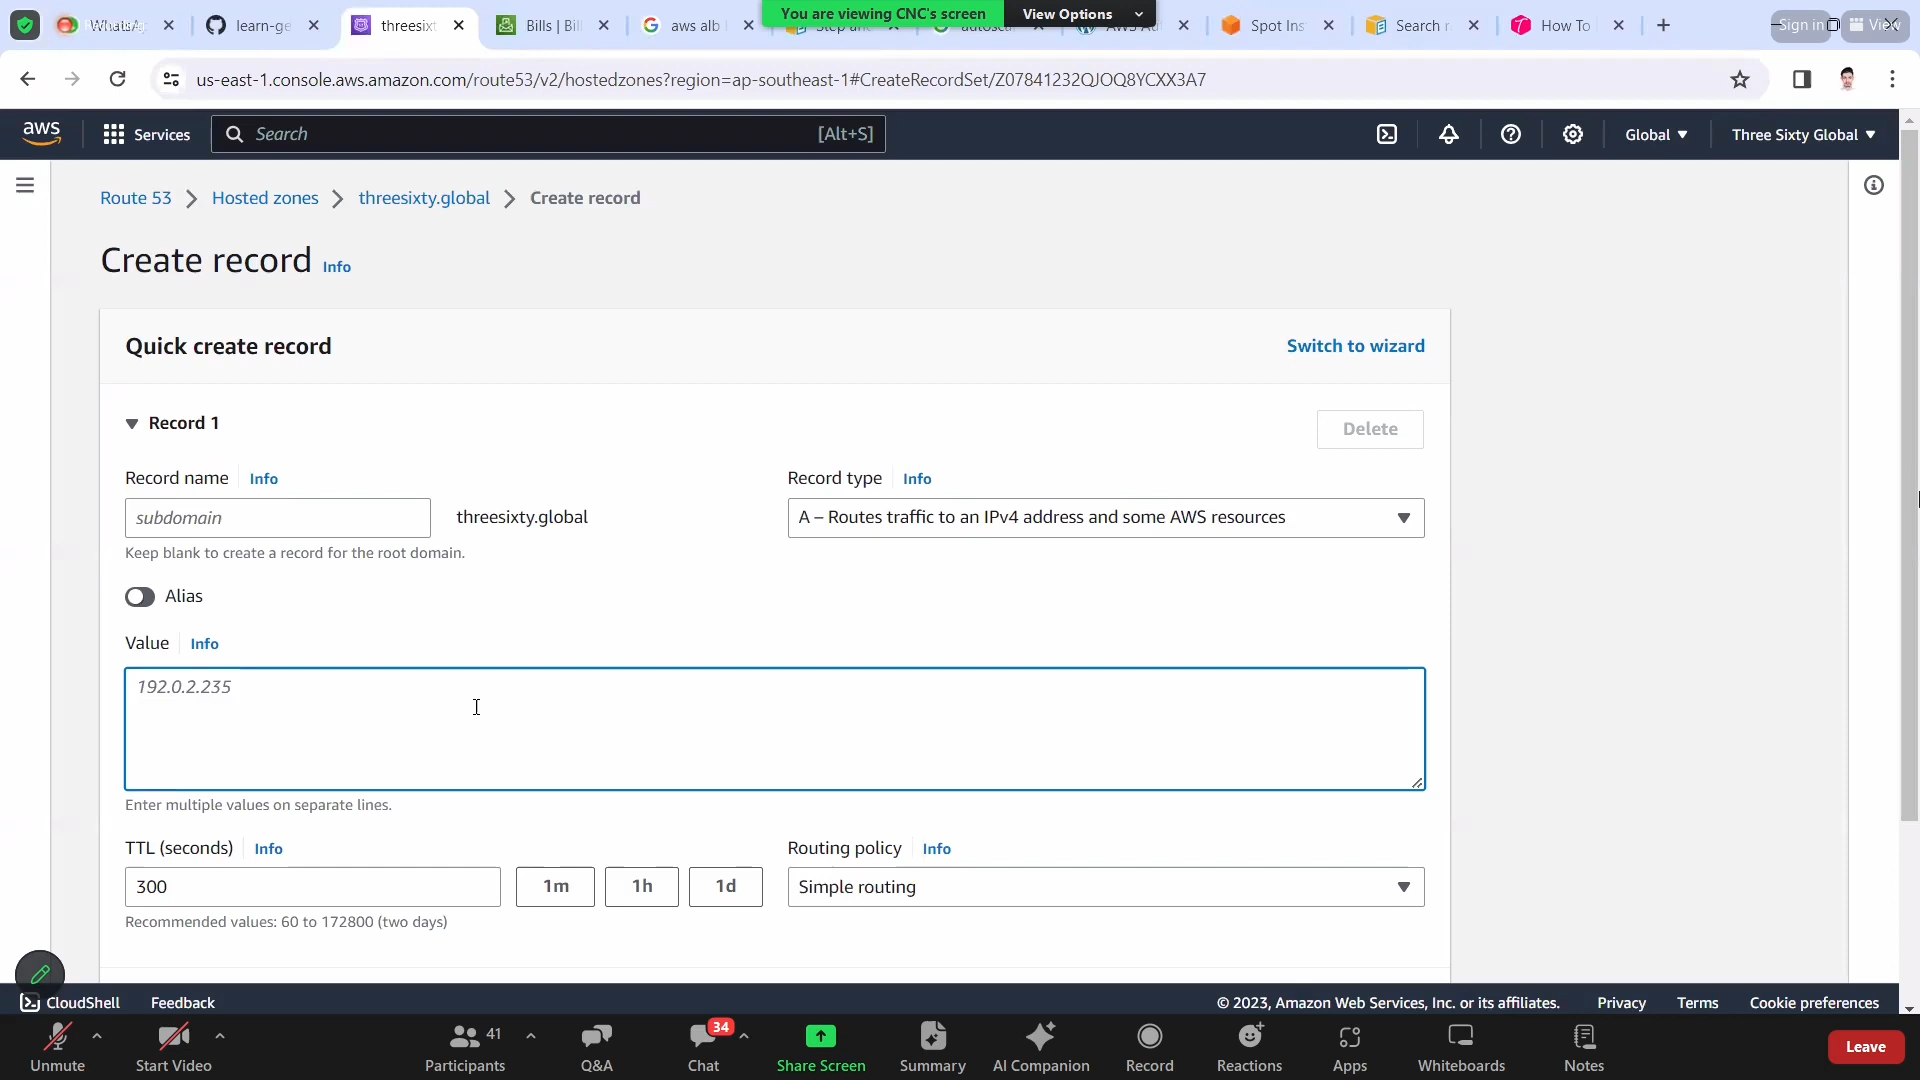 WhatsA
learn-ge
threesixt
Bills | Bil
aws alb
You are viewing CNC's screen
View Options
Spot Ins
Search r
How To
Sign in
View
us-east-1.console.aws.amazon.com/route53/v2/hostedzones?region=ap-southeast-1#CreateRecordSet/Z07841232QJOQ8YCXX3A7
aws
Services
Search
[Alt+S]
Global
Three Sixty Global
Route 53
Hosted zones
threesixty.global
Create record
Create record Info
Quick create record
Switch to wizard
Record 1
Delete
Record name Info
Record type Info
subdomain
threesixty.global
A – Routes traffic to an IPv4 address and some AWS resources
Keep blank to create a record for the root domain.
Alias
Value Info
192.0.2.235
Enter multiple values on separate lines.
TTL (seconds) Info
Routing policy Info
300
1m
1h
1d
Simple routing
Recommended values: 60 to 172800 (two days)
CloudShell
Feedback
© 2023, Amazon Web Services, Inc. or its affiliates.
Privacy
Terms
Cookie preferences
41
34
Unmute
Start Video
Participants
Q&A
Chat
Share Screen
Summary
AI Companion
Record
Reactions
Apps
Whiteboards
Notes
Leave